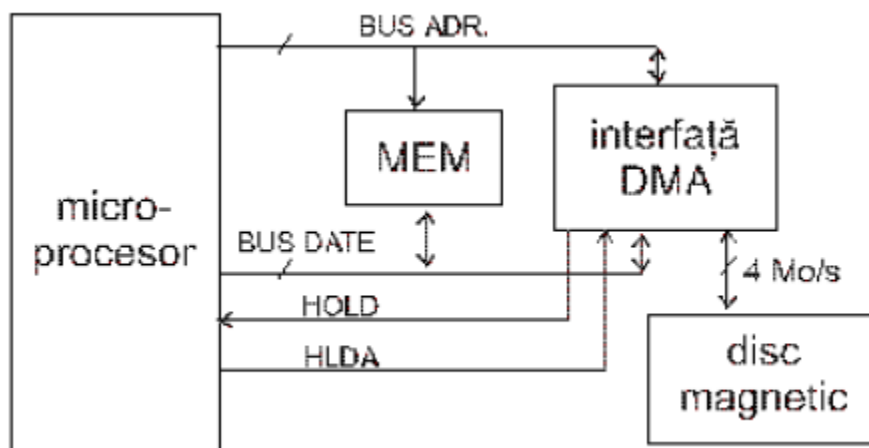 BUS ADR.
MEM
interfață
DMA
micro-
procesor
BUS DATE
4 Mo/s
HOLD
HLDA
disc
magnetic